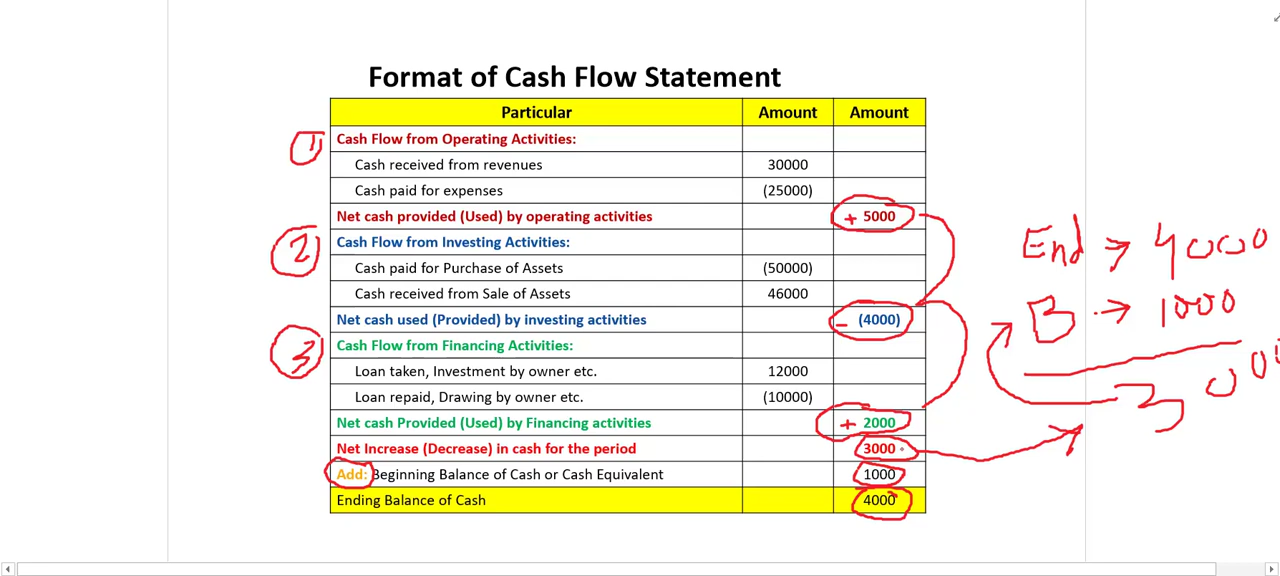 Format of Cash Flow Statement
Particular Amount Amount
1 Cash Flow from Operating Activities:
Cash received from revenues 30000
Cash paid for expenses (25000)
Net cash provided (Used) by operating activities + 5000
2 Cash Flow from Investing Activities:
Cash paid for Purchase of Assets (50000)
Cash received from Sale of Assets 46000
Net cash used (Provided) by investing activities - (4000)
3 Cash Flow from Financing Activities:
Loan taken, Investment by owner etc. 12000
Loan repaid, Drawing by owner etc. (10000)
Net cash Provided (Used) by Financing activities + 2000
Net Increase (Decrease) in cash for the period 3000
Add: Beginning Balance of Cash or Cash Equivalent 1000
Ending Balance of Cash 4000
End → 4000
B → 1000
3000